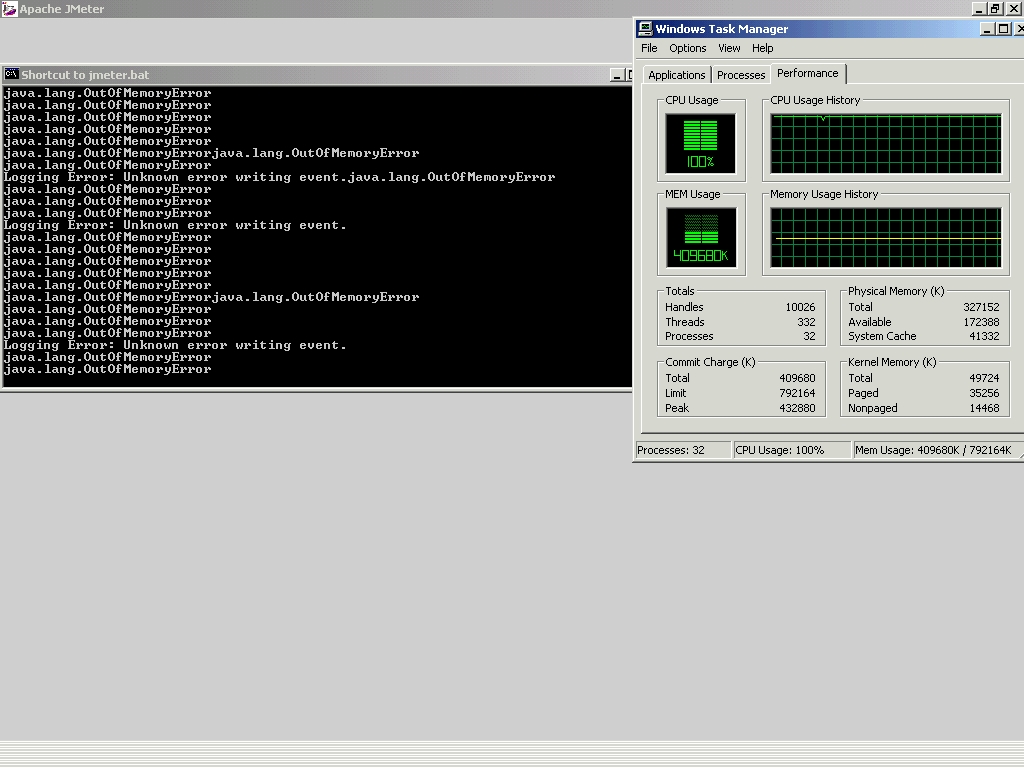 Apache JMeter
Shortcut to jmeter.bat
java.lang.OutOfMemoryError
java.lang.OutOfMemoryError
java.lang.OutOfMemoryError
java.lang.OutOfMemoryError
java.lang.OutOfMemoryError
java.lang.OutOfMemoryErrorjava.lang.OutOfMemoryError
java.lang.OutOfMemoryError
Logging Error: Unknown error writing event.java.lang.OutOfMemoryError
java.lang.OutOfMemoryError
java.lang.OutOfMemoryError
java.lang.OutOfMemoryError
Logging Error: Unknown error writing event.
java.lang.OutOfMemoryError
java.lang.OutOfMemoryError
java.lang.OutOfMemoryError
java.lang.OutOfMemoryError
java.lang.OutOfMemoryError
java.lang.OutOfMemoryErrorjava.lang.OutOfMemoryError
java.lang.OutOfMemoryError
java.lang.OutOfMemoryError
java.lang.OutOfMemoryError
Logging Error: Unknown error writing event.
java.lang.OutOfMemoryError
java.lang.OutOfMemoryError
Windows Task Manager
File Options View Help
Applications Processes Performance
CPU Usage
100%
CPU Usage History
MEM Usage
409680K
Memory Usage History
Totals
Handles 10026
Threads 332
Processes 32
Physical Memory (K)
Total 327152
Available 172388
System Cache 41332
Commit Charge (K)
Total 409680
Limit 792164
Peak 432880
Kernel Memory (K)
Total 49724
Paged 35256
Nonpaged 14468
Processes: 32 CPU Usage: 100% Mem Usage: 409680K / 792164K